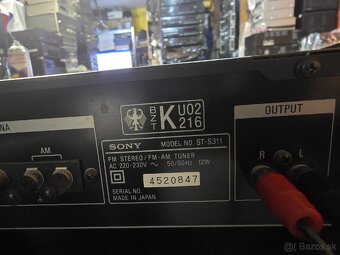 BZT K U02 216
SONY MODEL NO. ST-S311
FM STEREO/FM-AM TUNER
AC 220-230V ~ 50/60Hz 12W
SERIAL NO. 4520847
MADE IN JAPAN
NA
AM
OUTPUT
R L
bazos.sk